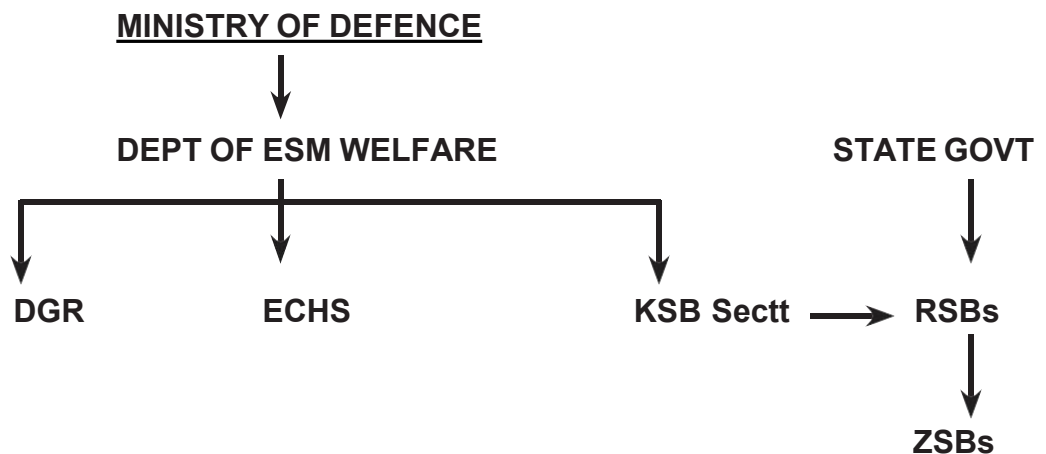 MINISTRY OF DEFENCE
DEPT OF ESM WELFARE
STATE GOVT
DGR
ECHS
KSB Sectt
RSBs
ZSBs